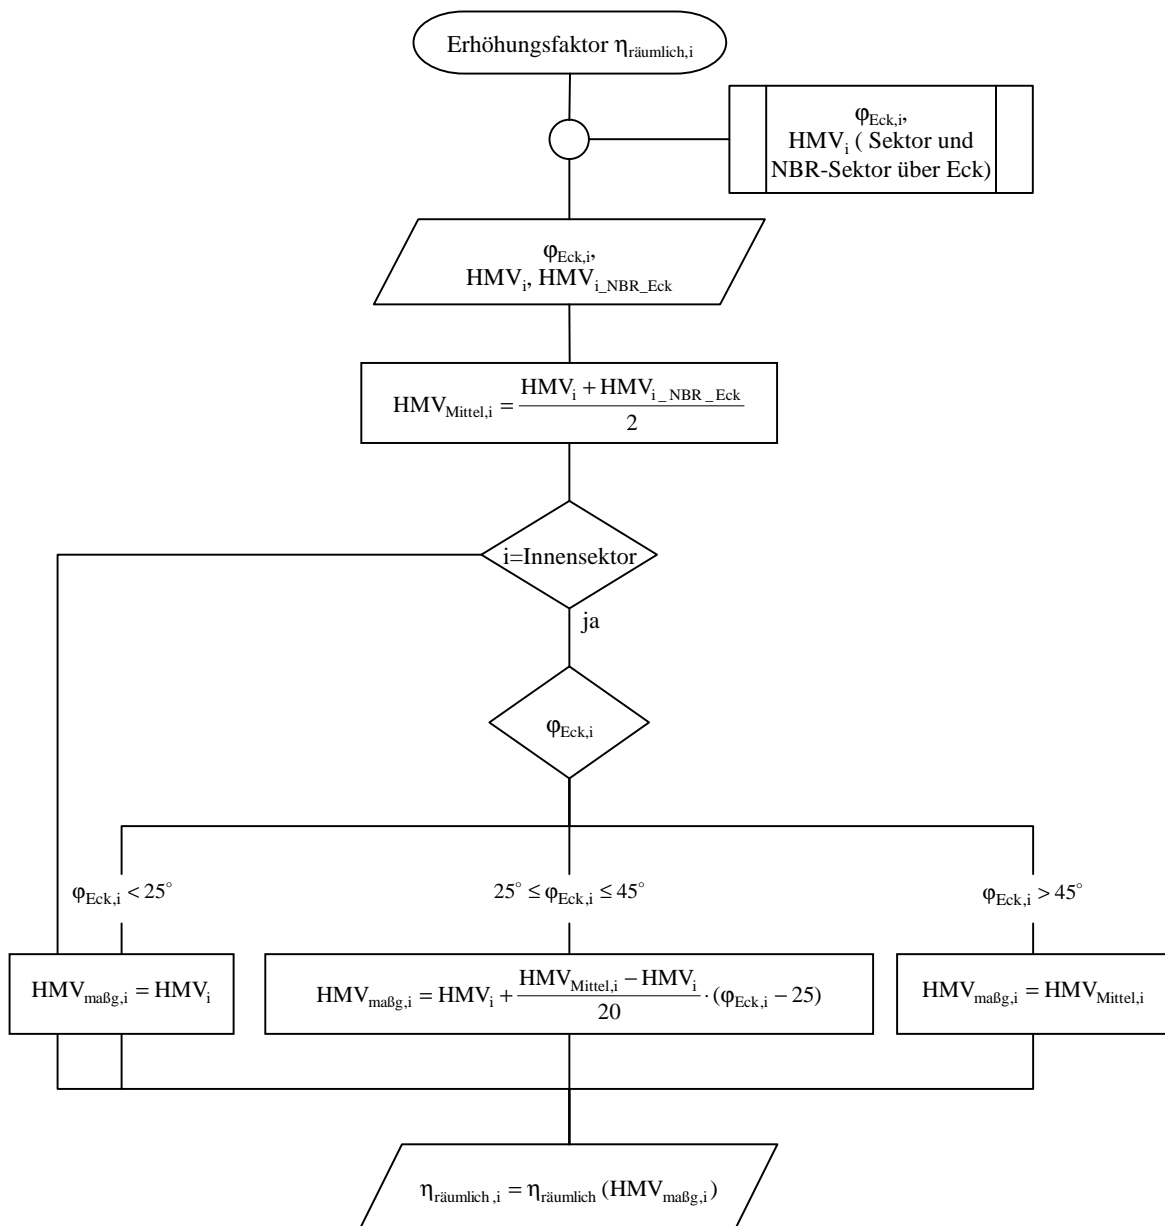 Erhöhungsfaktor η_räumlich,i
φ_Eck,i,
HMV_i ( Sektor und
NBR-Sektor über Eck)
φ_Eck,i,
HMV_i, HMV_i_NBR_Eck
HMV_Mittel,i = (HMV_i + HMV_i_NBR_Eck) / 2
i=Innensektor
ja
φ_Eck,i
φ_Eck,i < 25°
25° ≤ φ_Eck,i ≤ 45°
φ_Eck,i > 45°
HMV_maßg,i = HMV_i
HMV_maßg,i = HMV_i + (HMV_Mittel,i − HMV_i) / 20 · (φ_Eck,i − 25)
HMV_maßg,i = HMV_Mittel,i
η_räumlich,i = η_räumlich (HMV_maßg,i)